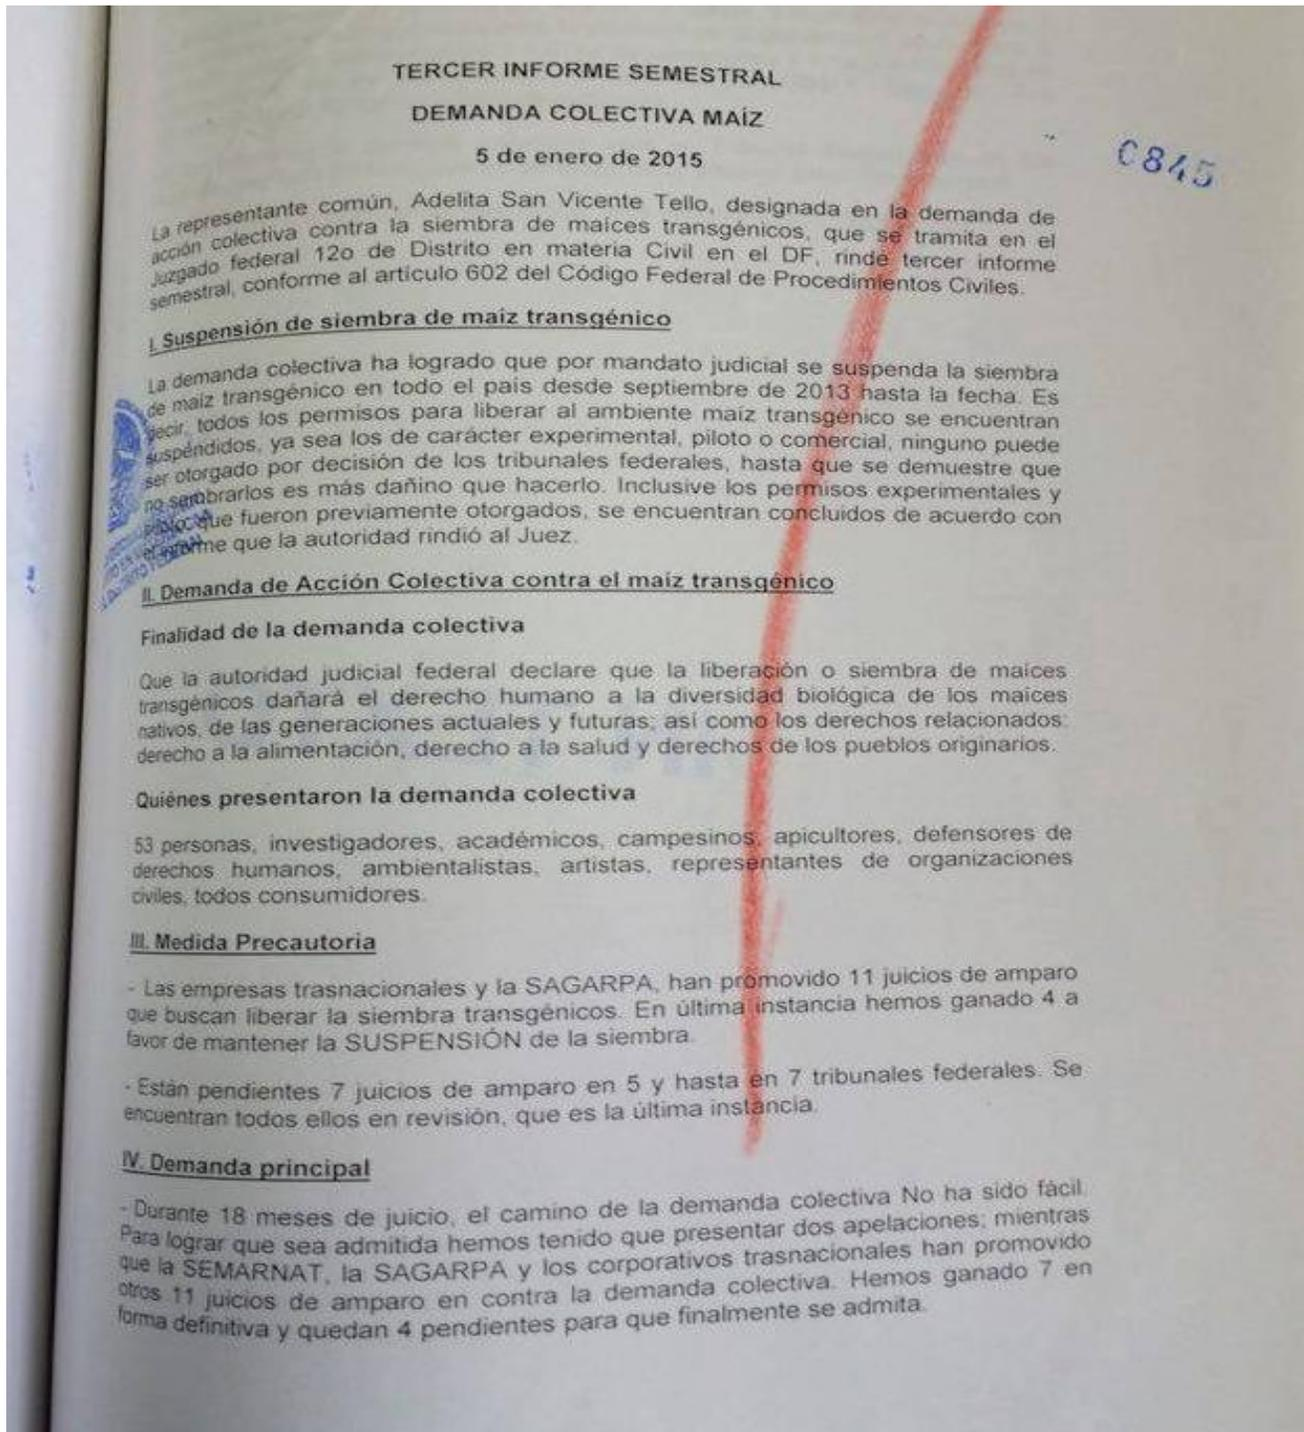 TERCER INFORME SEMESTRAL
DEMANDA COLECTIVA MAÍZ
5 de enero de 2015
C845
La representante común, Adelita San Vicente Tello, designada en la demanda de
acción colectiva contra la siembra de maíces transgénicos, que se tramita en el
Juzgado federal 12o de Distrito en materia Civil en el DF, rinde tercer informe
semestral, conforme al artículo 602 del Código Federal de Procedimientos Civiles.
I. Suspensión de siembra de maíz transgénico
La demanda colectiva ha logrado que por mandato judicial se suspenda la siembra
de maíz transgénico en todo el país desde septiembre de 2013 hasta la fecha. Es
decir, todos los permisos para liberar al ambiente maíz transgénico se encuentran
suspéndidos, ya sea los de carácter experimental, piloto o comercial, ninguno puede
ser otorgado por decisión de los tribunales federales, hasta que se demuestre que
no sembrarlos es más dañino que hacerlo. Inclusive los permisos experimentales y
piloto, que fueron previamente otorgados, se encuentran concluidos de acuerdo con
el informe que la autoridad rindió al Juez.
II. Demanda de Acción Colectiva contra el maíz transgénico
Finalidad de la demanda colectiva
Que la autoridad judicial federal declare que la liberación o siembra de maíces
transgénicos dañará el derecho humano a la diversidad biológica de los maíces
nativos, de las generaciones actuales y futuras; así como los derechos relacionados:
derecho a la alimentación, derecho a la salud y derechos de los pueblos originarios.
Quiénes presentaron la demanda colectiva
53 personas, investigadores, académicos, campesinos, apicultores, defensores de
derechos humanos, ambientalistas, artistas, representantes de organizaciones
civiles, todos consumidores.
III. Medida Precautoria
- Las empresas trasnacionales y la SAGARPA, han promovido 11 juicios de amparo
que buscan liberar la siembra transgénicos. En última instancia hemos ganado 4 a
favor de mantener la SUSPENSIÓN de la siembra.
- Están pendientes 7 juicios de amparo en 5 y hasta en 7 tribunales federales. Se
encuentran todos ellos en revisión, que es la última instancia.
IV. Demanda principal
- Durante 18 meses de juicio, el camino de la demanda colectiva No ha sido fácil.
Para lograr que sea admitida hemos tenido que presentar dos apelaciones; mientras
que la SEMARNAT, la SAGARPA y los corporativos trasnacionales han promovido
otros 11 juicios de amparo en contra la demanda colectiva. Hemos ganado 7 en
forma definitiva y quedan 4 pendientes para que finalmente se admita.